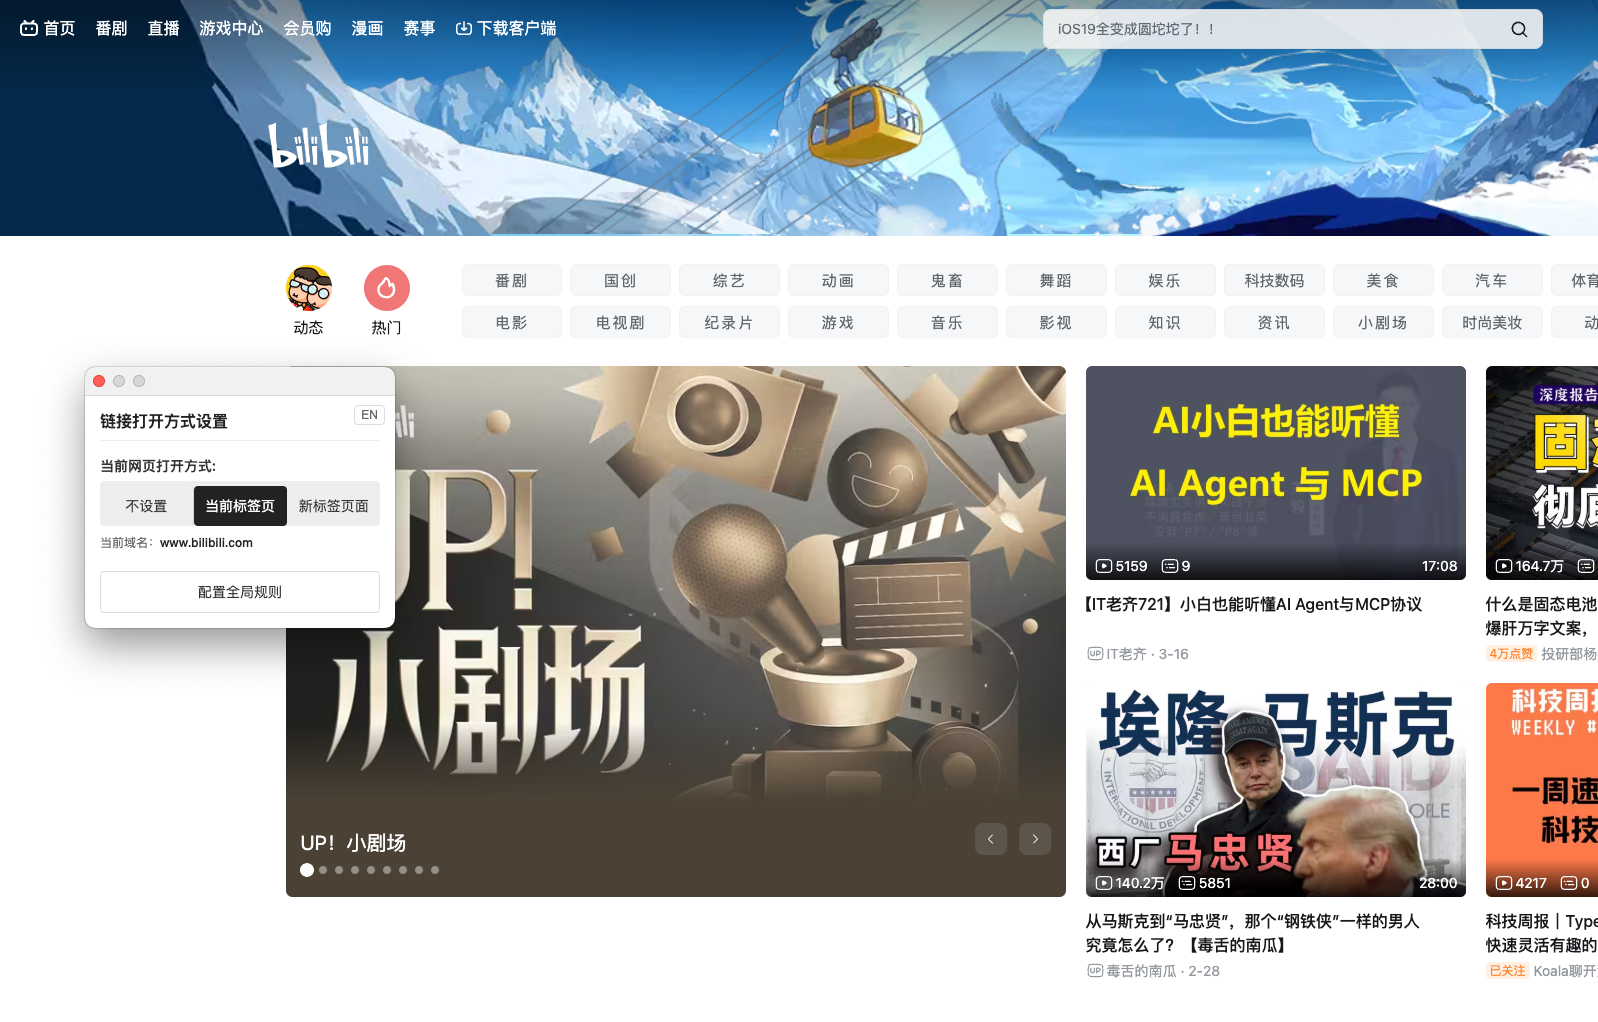 首页 番剧 直播 游戏中心 会员购 漫画 赛事 下载客户端
iOS19全变成圆坨坨了！！
bilibili
动态 热门
番剧 国创 综艺 动画 鬼畜 舞蹈 娱乐 科技数码 美食 汽车 体育
电影 电视剧 纪录片 游戏 音乐 影视 知识 资讯 小剧场 时尚美妆 动
链接打开方式设置
EN
当前网页打开方式:
不设置 当前标签页 新标签页面
当前域名: www.bilibili.com
配置全局规则
UP!
小剧场
UP！小剧场
AI小白也能听懂
AI Agent 与 MCP
5159 9 17:08
【IT老齐721】小白也能听懂AI Agent与MCP协议
UP IT老齐 · 3-16
深度报告
固态
彻底
164.7万
什么是固态电池
爆肝万字文案，
4万点赞 投研部杨
埃隆 马斯克
西厂马忠贤
140.2万 5851 28:00
从马斯克到“马忠贤”，那个“钢铁侠”一样的男人
究竟怎么了？【毒舌的南瓜】
UP 毒舌的南瓜 · 2-28
科技周报
WEEKLY #
一周速
科技
4217 0
科技周报｜Type
快速灵活有趣的
已关注 Koala聊开